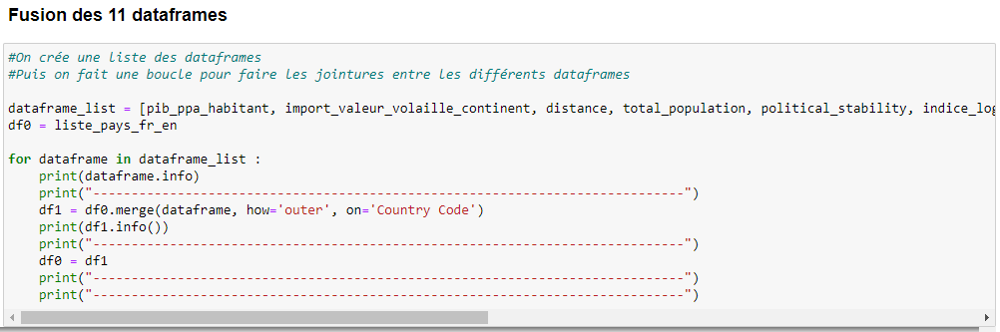 Fusion des 11 dataframes
#On crée une liste des dataframes
#Puis on fait une boucle pour faire les jointures entre les différents dataframes
dataframe_list = [pib_ppa_habitant, import_valeur_volaille_continent, distance, total_population, political_stability, indice_log
df0 = liste_pays_fr_en
for dataframe in dataframe_list :
    print(dataframe.info)
    print("-------------------------------------------------------------------------------")
    df1 = df0.merge(dataframe, how='outer', on='Country Code')
    print(df1.info())
    print("-------------------------------------------------------------------------------")
    df0 = df1
    print("-------------------------------------------------------------------------------")
    print("-------------------------------------------------------------------------------")